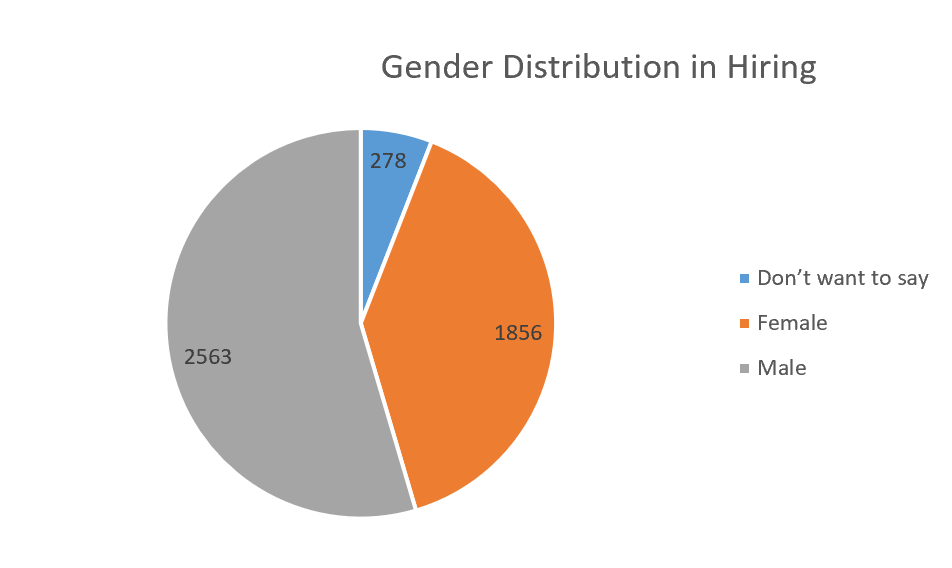 Gender Distribution in Hiring
278
1856
2563
Don’t want to say
Female
Male